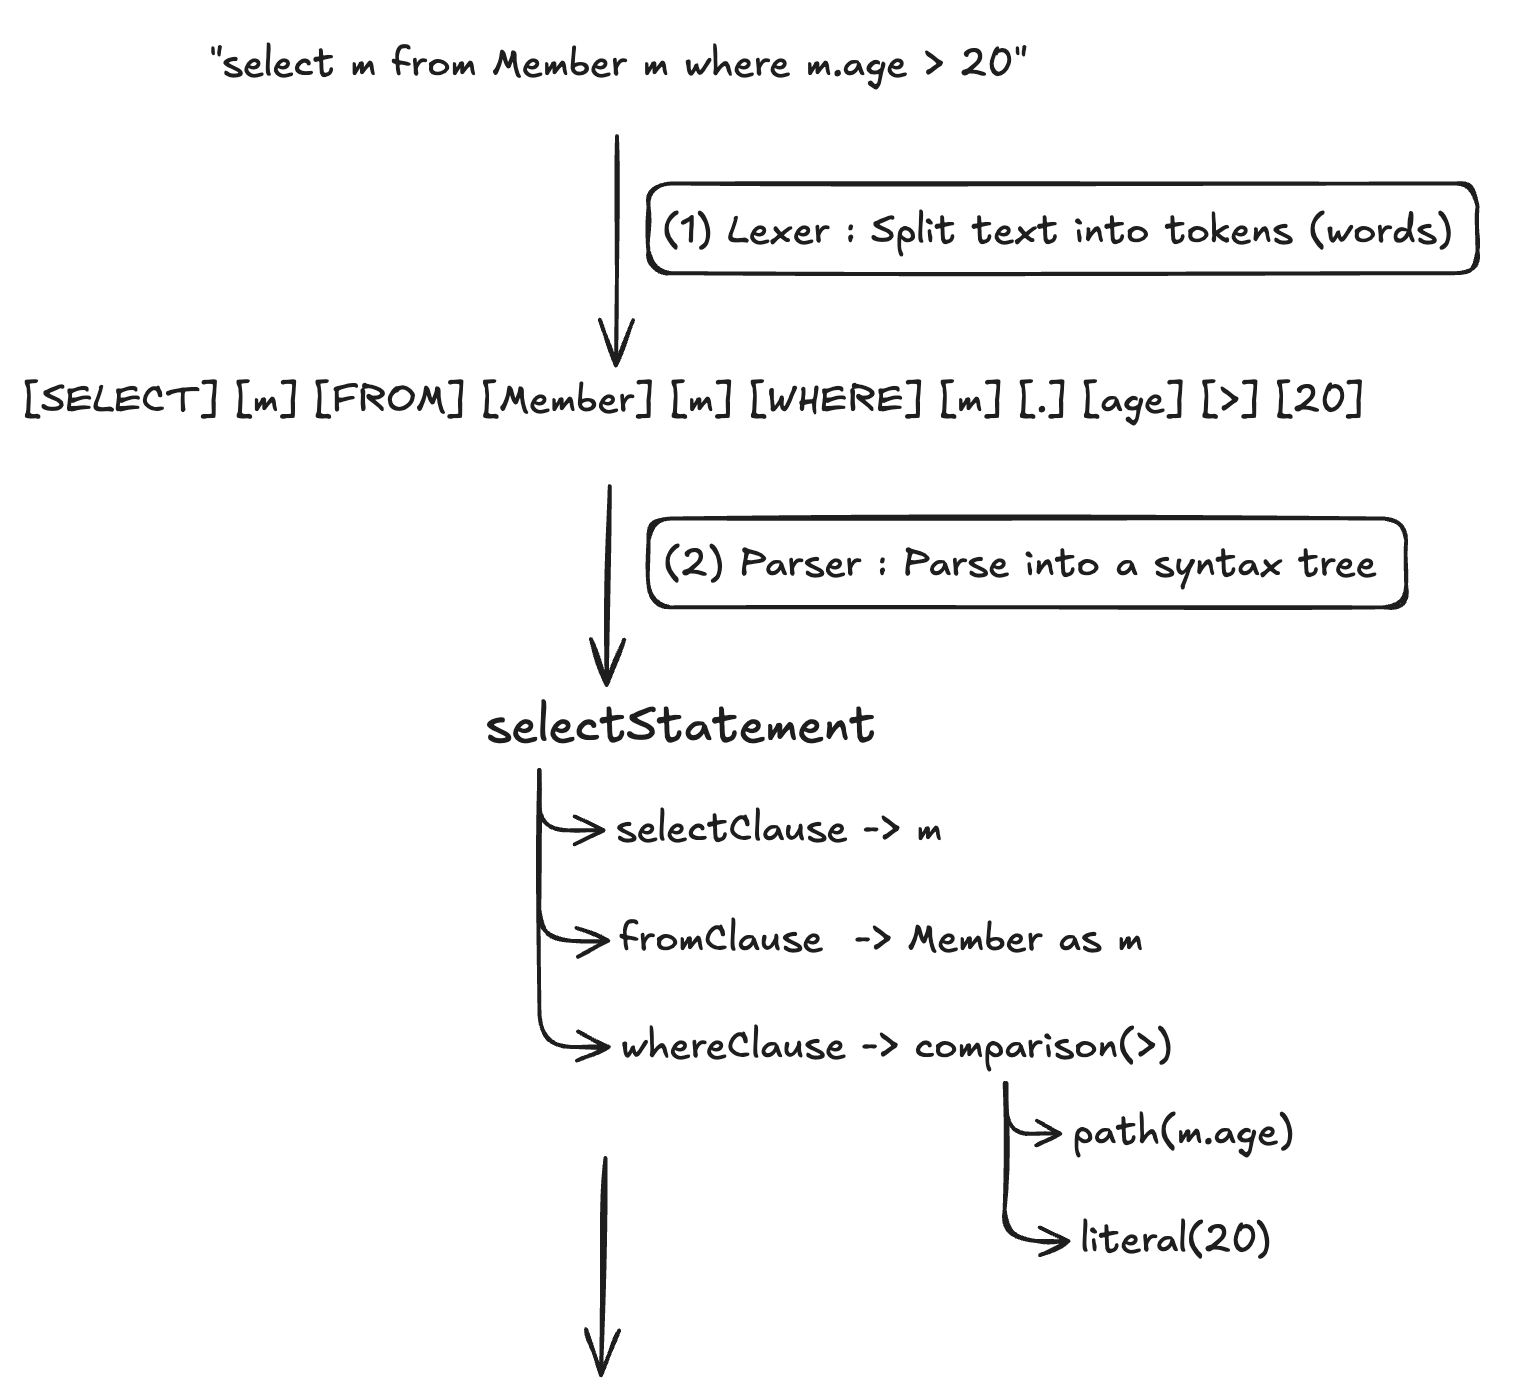 "select m from Member m where m.age > 20"
(1) Lexer : Split text into tokens (words)
[SELECT] [m] [FROM] [Member] [m] [WHERE] [m] [.] [age] [>] [20]
(2) Parser : Parse into a syntax tree
selectStatement
selectClause -> m
fromClause -> Member as m
whereClause -> comparison(>)
path(m.age)
literal(20)